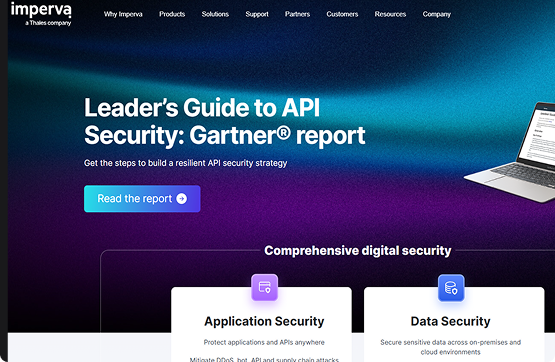 imperva
a Thales company
Why Imperva Products Solutions Support Partners Customers Resources Company
Leader's Guide to API
Security: Gartner® report
Get the steps to build a resilient API security strategy
Read the report
Comprehensive digital security
Application Security
Protect applications and APIs anywhere
Mitigate DDoS, bot, API and supply chain attacks
Data Security
Secure sensitive data across on-premises and
cloud environments